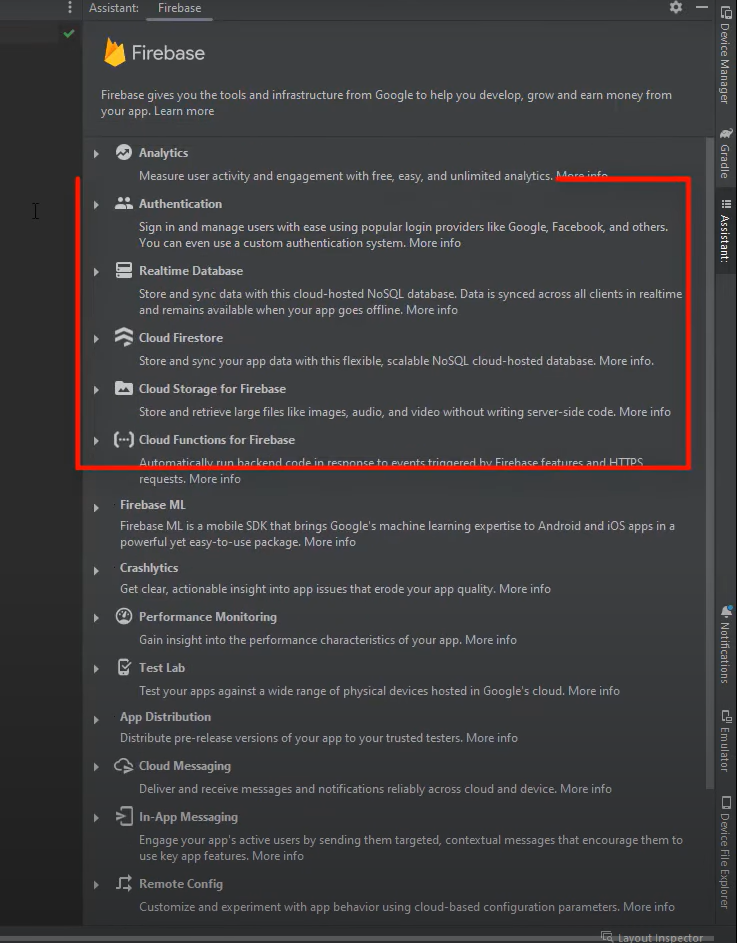 Assistant: Firebase
Firebase
Firebase gives you the tools and infrastructure from Google to help you develop, grow and earn money from
your app. Learn more
Analytics
Measure user activity and engagement with free, easy, and unlimited analytics. More info
Authentication
Sign in and manage users with ease using popular login providers like Google, Facebook, and others.
You can even use a custom authentication system. More info
Realtime Database
Store and sync data with this cloud-hosted NoSQL database. Data is synced across all clients in realtime
and remains available when your app goes offline. More info
Cloud Firestore
Store and sync your app data with this flexible, scalable NoSQL cloud-hosted database. More info.
Cloud Storage for Firebase
Store and retrieve large files like images, audio, and video without writing server-side code. More info
Cloud Functions for Firebase
Automatically run backend code in response to events triggered by Firebase features and HTTPS
requests. More info
Firebase ML
Firebase ML is a mobile SDK that brings Google's machine learning expertise to Android and iOS apps in a
powerful yet easy-to-use package. More info
Crashlytics
Get clear, actionable insight into app issues that erode your app quality. More info
Performance Monitoring
Gain insight into the performance characteristics of your app. More info
Test Lab
Test your apps against a wide range of physical devices hosted in Google's cloud. More info
App Distribution
Distribute pre-release versions of your app to your trusted testers. More info
Cloud Messaging
Deliver and receive messages and notifications reliably across cloud and device. More info
In-App Messaging
Engage your app's active users by sending them targeted, contextual messages that encourage them to
use key app features. More info
Remote Config
Customize and experiment with app behavior using cloud-based configuration parameters. More info
Layout Inspector
Device Manager
Gradle
Assistant:
Notifications
Emulator
Device File Explorer